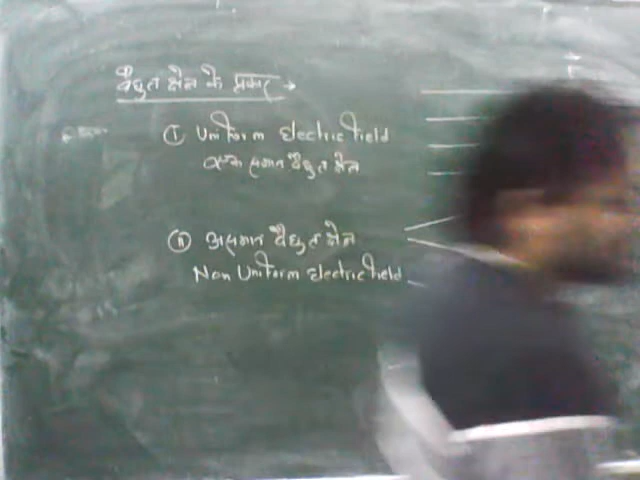 वैद्युत क्षेत्र के प्रकार →
(I) Uniform Electric field
एक समान वैद्युत क्षेत्र
(II) असमान वैद्युत क्षेत्र
Non Uniform Electric field